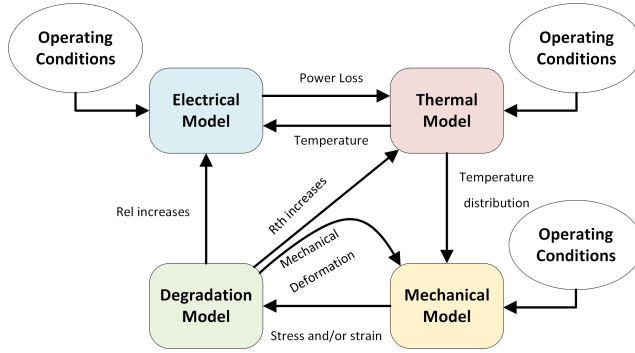 Operating
Conditions
Operating
Conditions
Electrical
Model
Power Loss
Thermal
Model
Temperature
Rel increases
Rth increases
Temperature
distribution
Mechanical
Deformation
Operating
Conditions
Degradation
Model
Stress and/or strain
Mechanical
Model